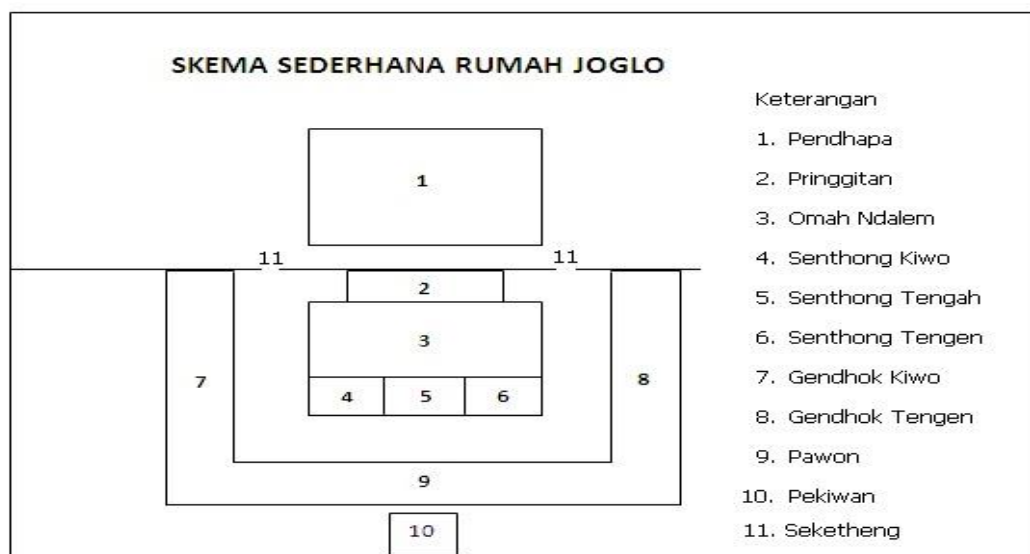 SKEMA SEDERHANA RUMAH JOGLO
Keterangan
1. Pendhapa
2. Pringgitan
3. Omah Ndalem
4. Senthong Kiwo
5. Senthong Tengah
6. Senthong Tengen
7. Gendhok Kiwo
8. Gendhok Tengen
9. Pawon
10. Pekiwan
11. Seketheng
1
11
11
2
3
7
8
4
5
6
9
10